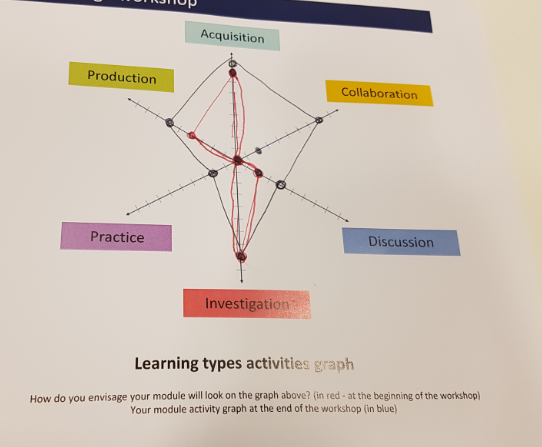 Acquisition
Production
Collaboration
Practice
Discussion
Investigation
Learning types activities graph
How do you envisage your module will look on the graph above? (in red - at the beginning of the workshop)
Your module activity graph at the end of the workshop (in blue)